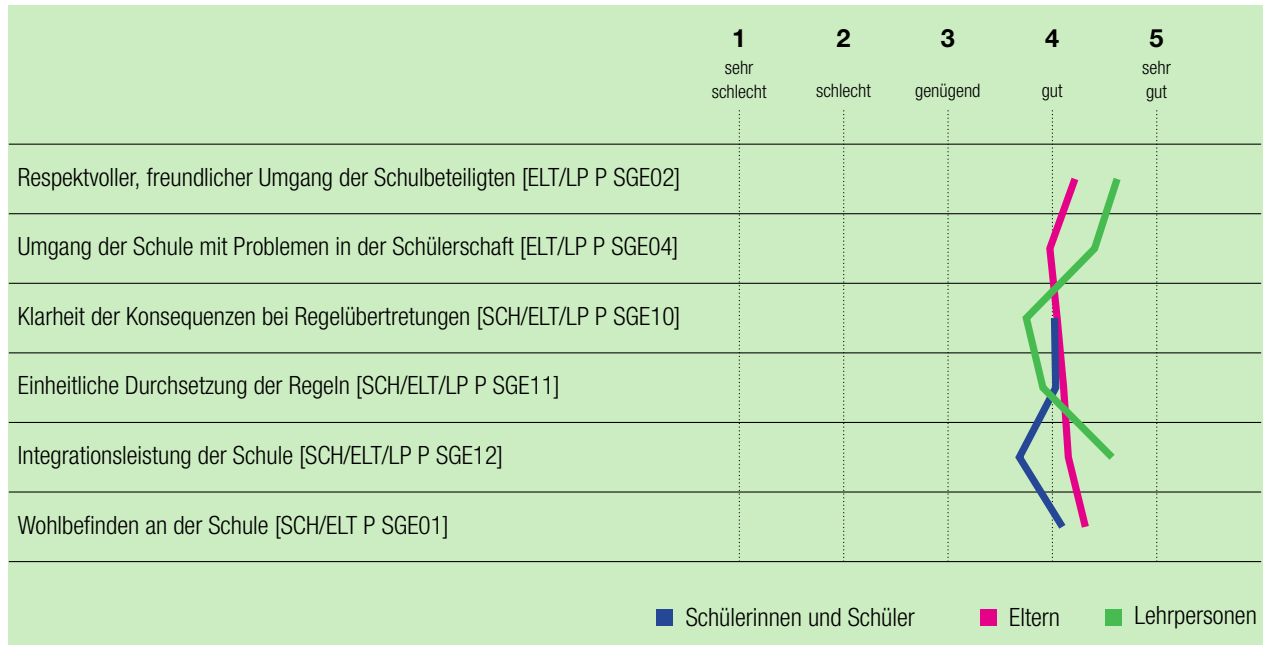 1 2 3 4 5
sehr schlecht schlecht genügend gut sehr gut
Respektvoller, freundlicher Umgang der Schulbeteiligten [ELT/LP P SGE02]
Umgang der Schule mit Problemen in der Schülerschaft [ELT/LP P SGE04]
Klarheit der Konsequenzen bei Regelübertretungen [SCH/ELT/LP P SGE10]
Einheitliche Durchsetzung der Regeln [SCH/ELT/LP P SGE11]
Integrationsleistung der Schule [SCH/ELT/LP P SGE12]
Wohlbefinden an der Schule [SCH/ELT P SGE01]
Schülerinnen und Schüler Eltern Lehrpersonen